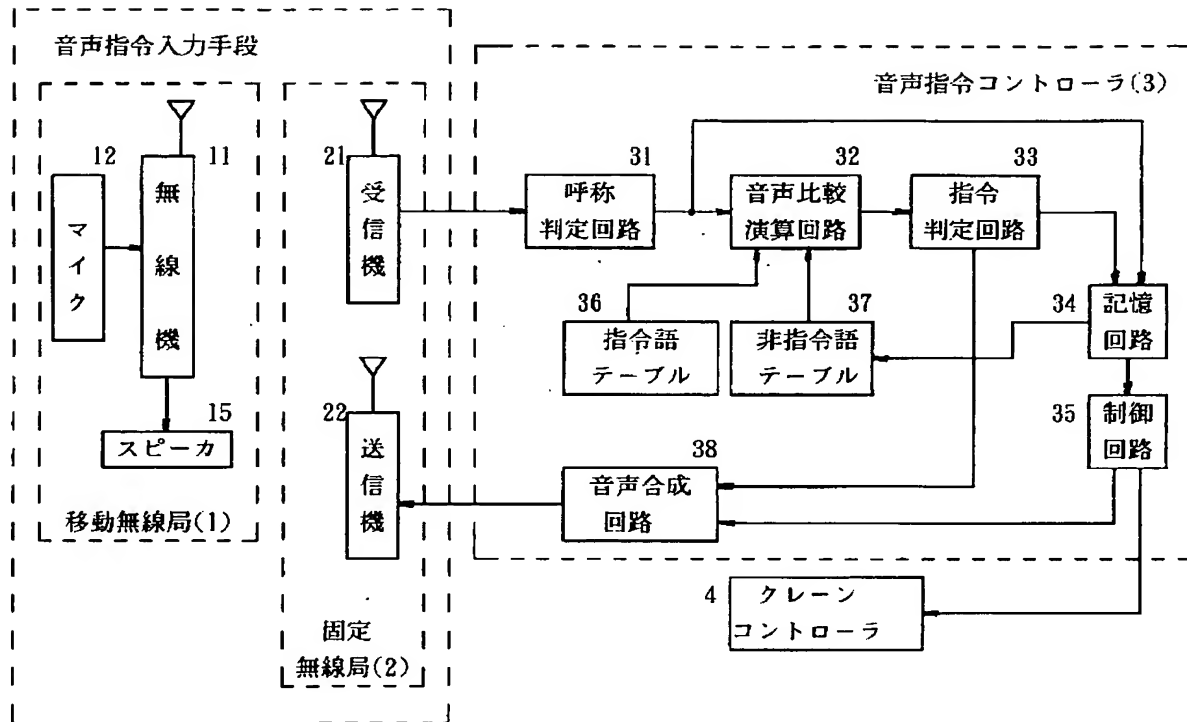 音声指令入力手段
音声指令コントローラ(3)
12
11
マイク
無線機
15
スピーカ
移動無線局(1)
21
受信機
22
送信機
固定
無線局(2)
31
呼称
判定回路
32
音声比較
演算回路
33
指令
判定回路
36
指令語
テーブル
37
非指令語
テーブル
34
記憶
回路
35
制御
回路
38
音声合成
回路
4
クレーン
コントローラ